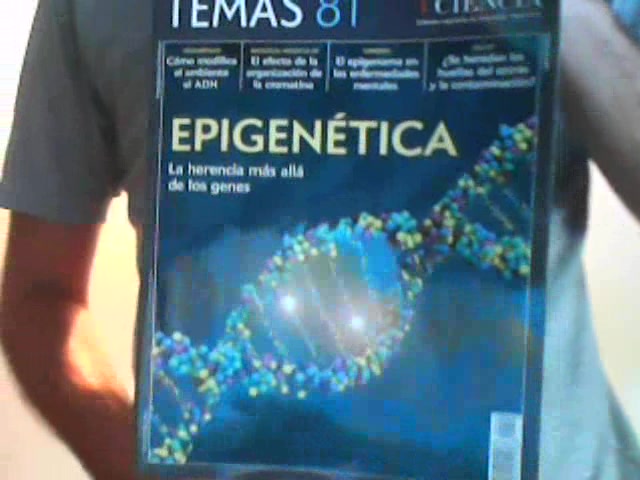 TEMAS 81
CIENCIA
Cómo modifica
el ambiente
el ADN
El efecto de la
organización de
la cromatina
El epigenoma en
las enfermedades
mentales
¿Se heredan las
huellas del estrés
y la contaminación?
EPIGENÉTICA
La herencia más allá
de los genes